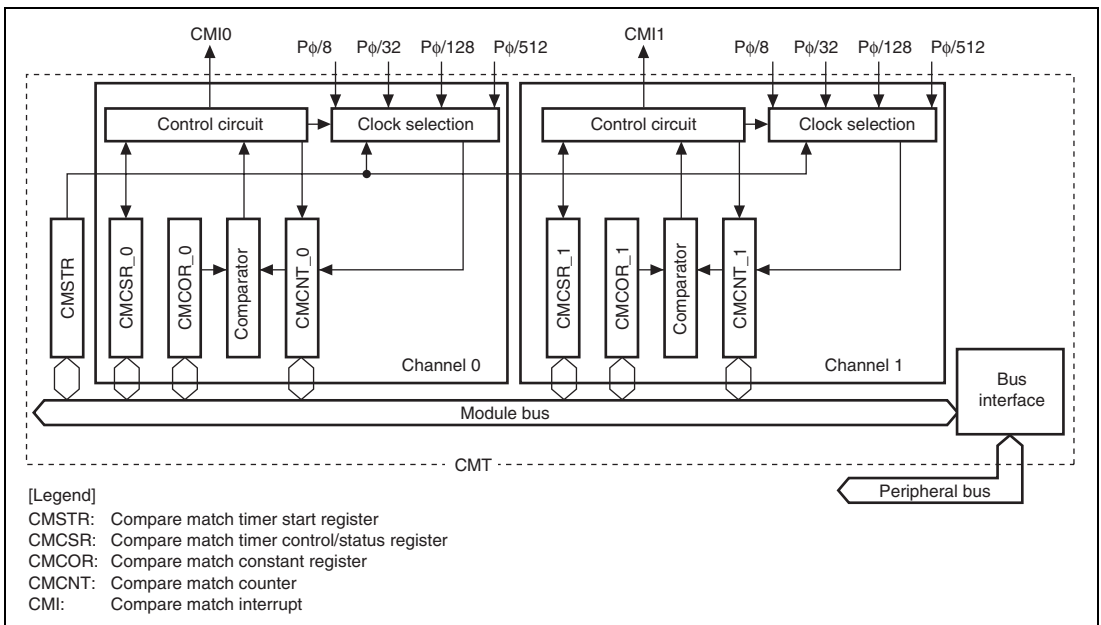 CMI0 Pφ/8 Pφ/32 Pφ/128 Pφ/512 CMI1 Pφ/8 Pφ/32 Pφ/128 Pφ/512
Control circuit Clock selection Control circuit Clock selection
CMSTR CMCSR_0 CMCOR_0 Comparator CMCNT_0 CMCSR_1 CMCOR_1 Comparator CMCNT_1
Channel 0 Channel 1
Bus
interface
Module bus
CMT
Peripheral bus
[Legend]
CMSTR: Compare match timer start register
CMCSR: Compare match timer control/status register
CMCOR: Compare match constant register
CMCNT: Compare match counter
CMI: Compare match interrupt